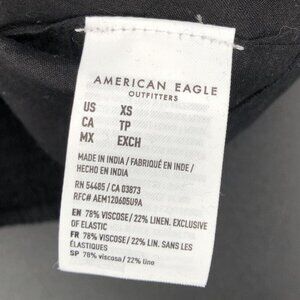 AMERICAN EAGLE
OUTFITTERS
US XS
CA TP
MX EXCH
MADE IN INDIA / FABRIQUÉ EN INDE /
HECHO EN INDIA
RN 54485 / CA 03873
RFC# AEM120605U9A
EN 78% VISCOSE/ 22% LINEN. EXCLUSIVE
OF ELASTIC
FR 78% VISCOSE/ 22% LIN. SANS LES
ÉLASTIQUES
SP 78% viscosa/ 22% lino